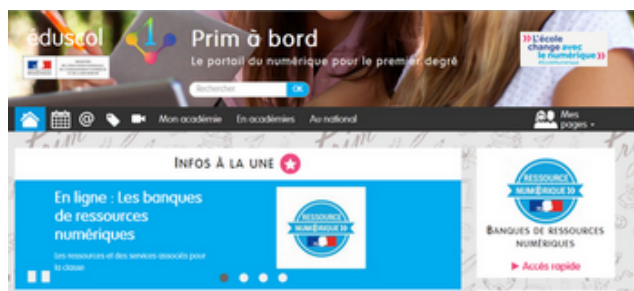 éduscol
Prim à bord
Le portail du numérique pour le premier degré
Rechercher
OK
L'école
change avec
le numérique
Mon académie
En académies
Au national
Mes
pages
INFOS À LA UNE
En ligne : Les banques
de ressources
numériques
Les ressources et des services associés pour
la classe
RESSOURCE
NUMÉRIQUE
RESSOURCE
NUMÉRIQUE
BANQUES DE RESSOURCES
NUMÉRIQUES
Accès rapide